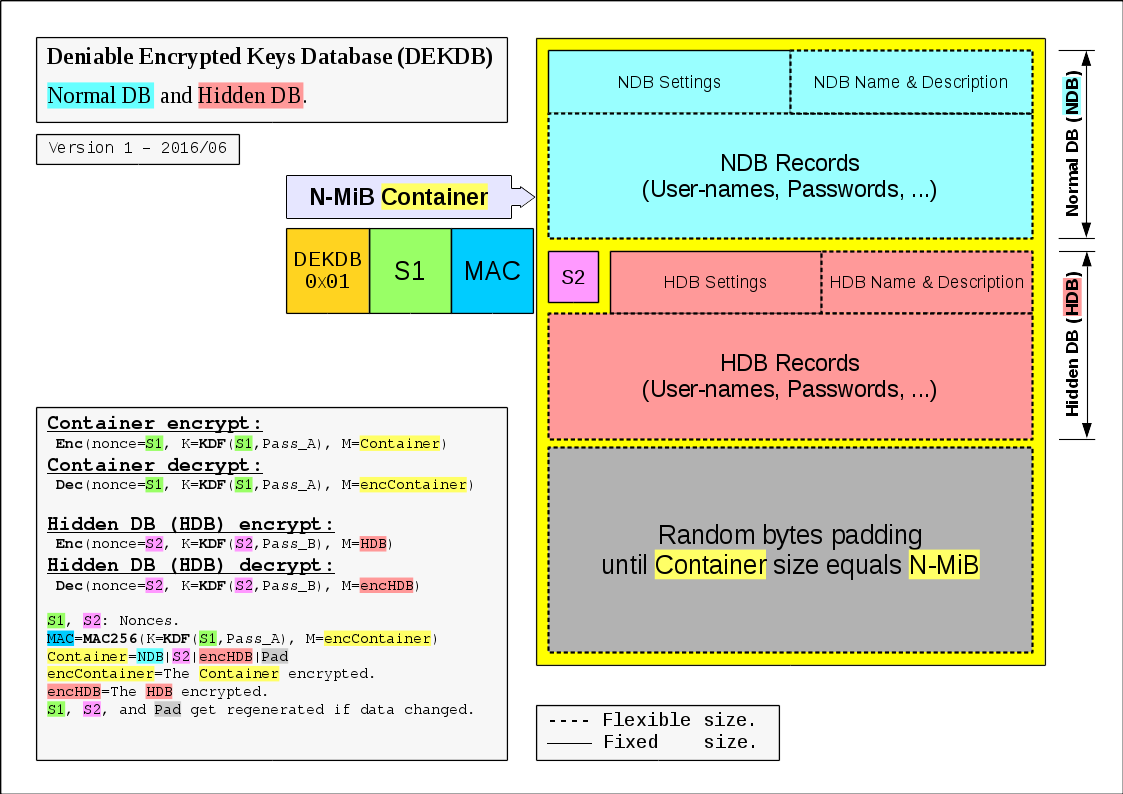 Deniable Encrypted Keys Database (DEKDB)
Normal DB and Hidden DB.
Version 1 – 2016/06
N-MiB Container
DEKDB
0x01
S1
MAC
NDB Settings
NDB Name & Description
NDB Records
(User-names, Passwords, ...)
Normal DB (NDB)
S2
HDB Settings
HDB Name & Description
HDB Records
(User-names, Passwords, ...)
Hidden DB (HDB)
Random bytes padding
until Container size equals N-MiB
Container encrypt:
Enc(nonce=S1, K=KDF(S1,Pass_A), M=Container)
Container decrypt:
Dec(nonce=S1, K=KDF(S1,Pass_A), M=encContainer)
Hidden DB (HDB) encrypt:
Enc(nonce=S2, K=KDF(S2,Pass_B), M=HDB)
Hidden DB (HDB) decrypt:
Dec(nonce=S2, K=KDF(S2,Pass_B), M=encHDB)
S1, S2: Nonces.
MAC=MAC256(K=KDF(S1,Pass_A), M=encContainer)
Container=NDB|S2|encHDB|Pad
encContainer=The Container encrypted.
encHDB=The HDB encrypted.
S1, S2, and Pad get regenerated if data changed.
---- Flexible size.
—— Fixed size.